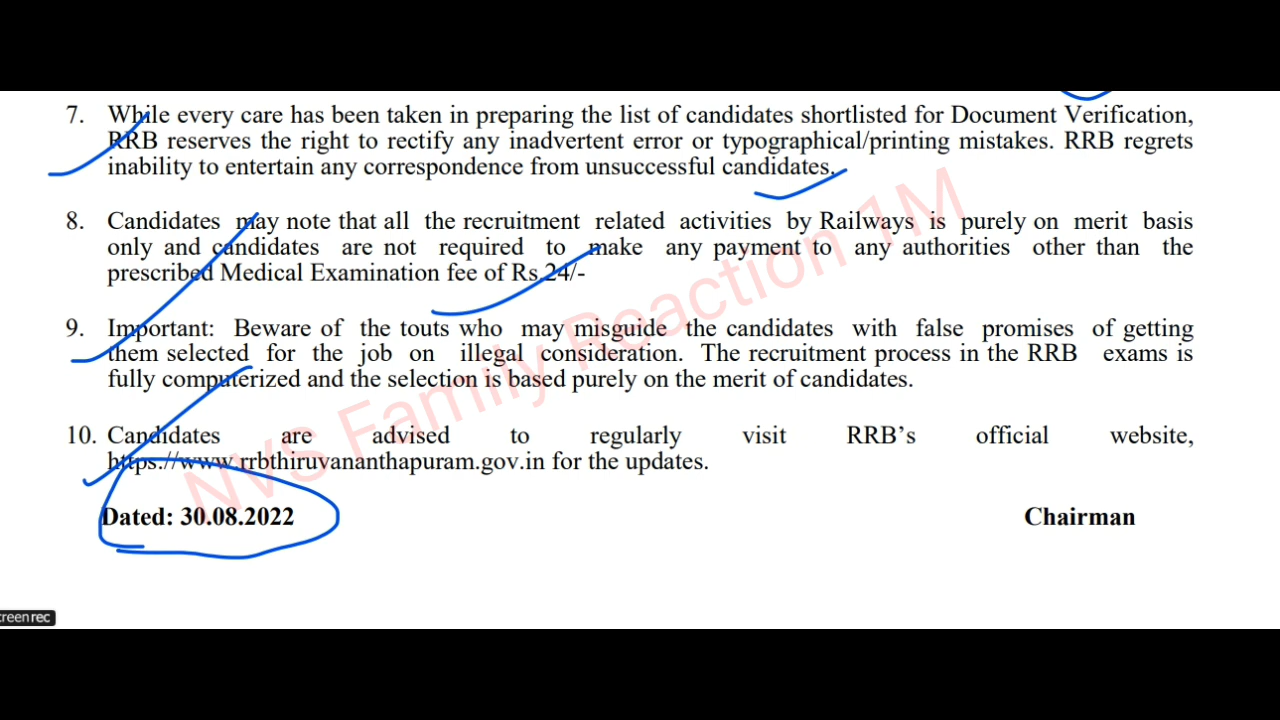 7. While every care has been taken in preparing the list of candidates shortlisted for Document Verification,
RRB reserves the right to rectify any inadvertent error or typographical/printing mistakes. RRB regrets
inability to entertain any correspondence from unsuccessful candidates.
8. Candidates may note that all the recruitment related activities by Railways is purely on merit basis
only and candidates are not required to make any payment to any authorities other than the
prescribed Medical Examination fee of Rs.24/-
9. Important: Beware of the touts who may misguide the candidates with false promises of getting
them selected for the job on illegal consideration. The recruitment process in the RRB exams is
fully computerized and the selection is based purely on the merit of candidates.
10. Candidates are advised to regularly visit RRB's official website,
https://www.rrbthiruvananthapuram.gov.in for the updates.
Dated: 30.08.2022 Chairman
NVS Family Reaction 1M
creenrec